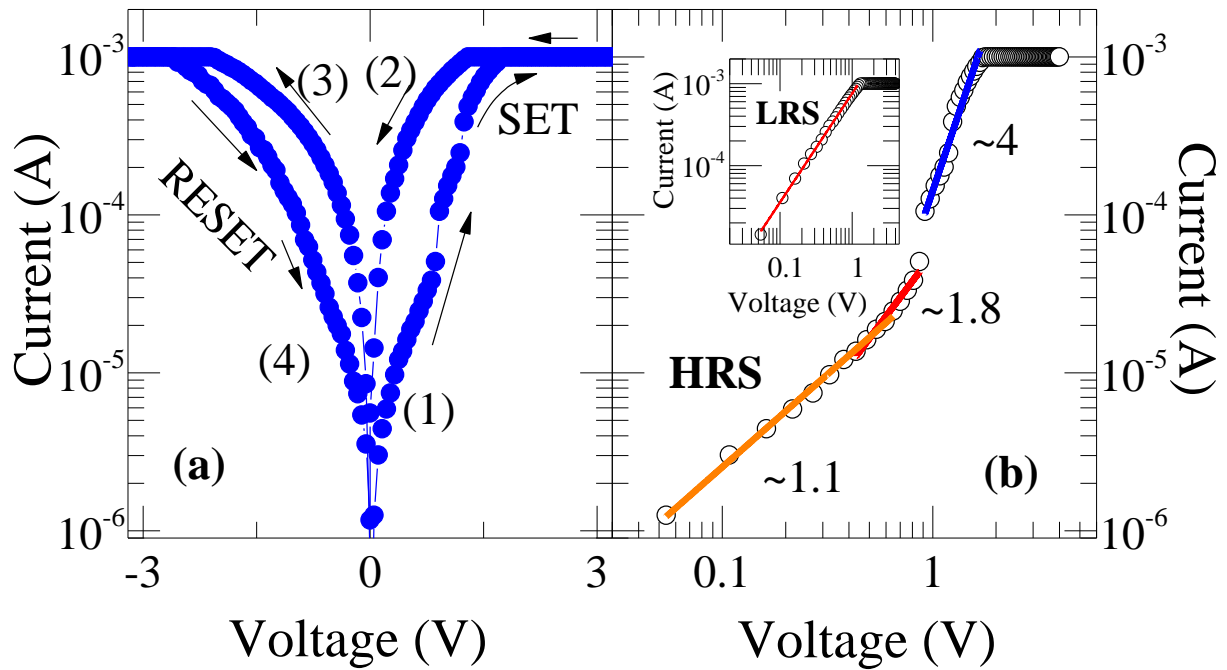 Current (A)
10⁻³
10⁻⁴
10⁻⁵
10⁻⁶
(3)
(2)
SET
RESET
(4)
(1)
(a)
-3
0
3
Voltage (V)
Current (A)
10⁻³
10⁻⁴
LRS
0.1
1
Voltage (V)
~4
~1.8
HRS
~1.1
(b)
0.1
1
Voltage (V)
10⁻³
10⁻⁴
10⁻⁵
10⁻⁶
Current (A)